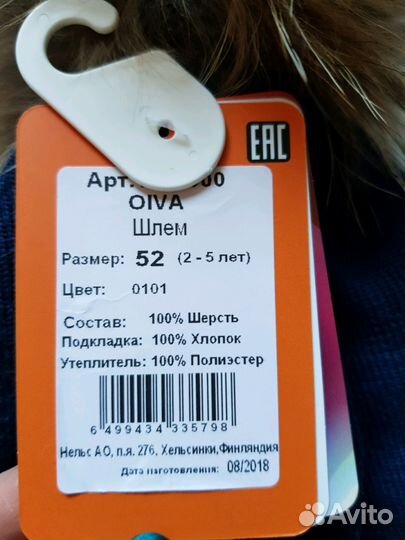 EAC
Арт. 00
OIVA
Шлем
Размер: 52 (2 - 5 лет)
Цвет: 0101
Состав: 100% Шерсть
Подкладка: 100% Хлопок
Утеплитель: 100% Полиэстер
6 499434 335798
Нельс АО, п.я. 276, Хельсинки, Финляндия
Дата изготовления: 08/2018
Avito